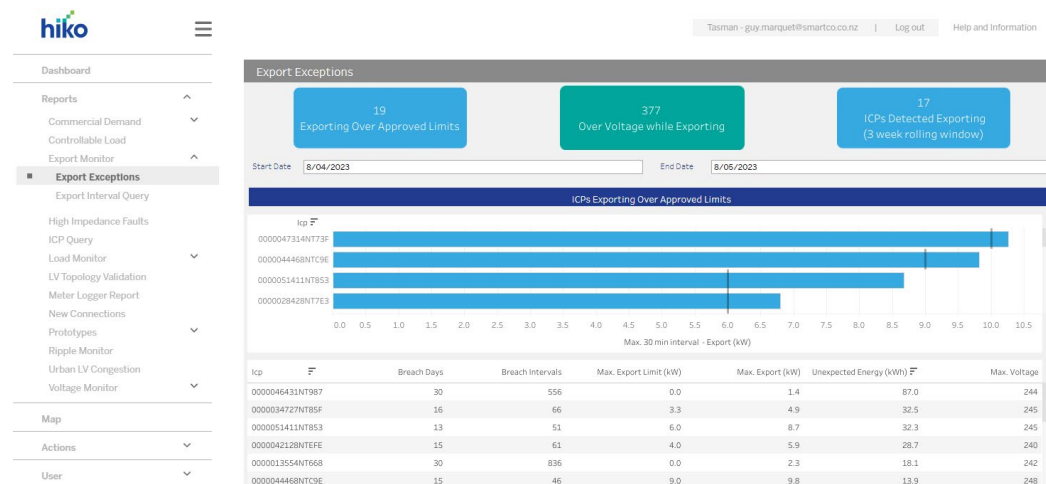 hiko
Tasman - guy.marquet@smartco.co.nz | Log out Help and Information
Dashboard
Reports
Commercial Demand
Controllable Load
Export Monitor
Export Exceptions
Export Interval Query
High Impedance Faults
ICP Query
Load Monitor
LV Topology Validation
Meter Logger Report
New Connections
Prototypes
Ripple Monitor
Urban LV Congestion
Voltage Monitor
Map
Actions
User
Export Exceptions
19
Exporting Over Approved Limits
377
Over Voltage while Exporting
17
ICPs Detected Exporting
(3 week rolling window)
Start Date 8/04/2023 End Date 8/05/2023
ICPs Exporting Over Approved Limits
Icp
0000047314NT73F
0000044468NTC9E
0000051411NT853
0000028428NT7E3
0.0 0.5 1.0 1.5 2.0 2.5 3.0 3.5 4.0 4.5 5.0 5.5 6.0 6.5 7.0 7.5 8.0 8.5 9.0 9.5 10.0 10.5
Max. 30 min interval - Export (kW)
Icp Breach Days Breach Intervals Max. Export Limit (kW) Max. Export (kW) Unexpected Energy (kWh) Max. Voltage
0000046431NT987 30 556 0.0 1.4 87.0 244
0000034727NT85F 16 66 3.3 4.9 32.5 245
0000051411NT853 13 51 6.0 8.7 32.3 245
0000042128NTEFE 15 61 4.0 5.9 28.7 240
0000013554NT668 30 836 0.0 2.3 18.1 242
0000044468NTC9E 15 46 9.0 9.8 13.9 248